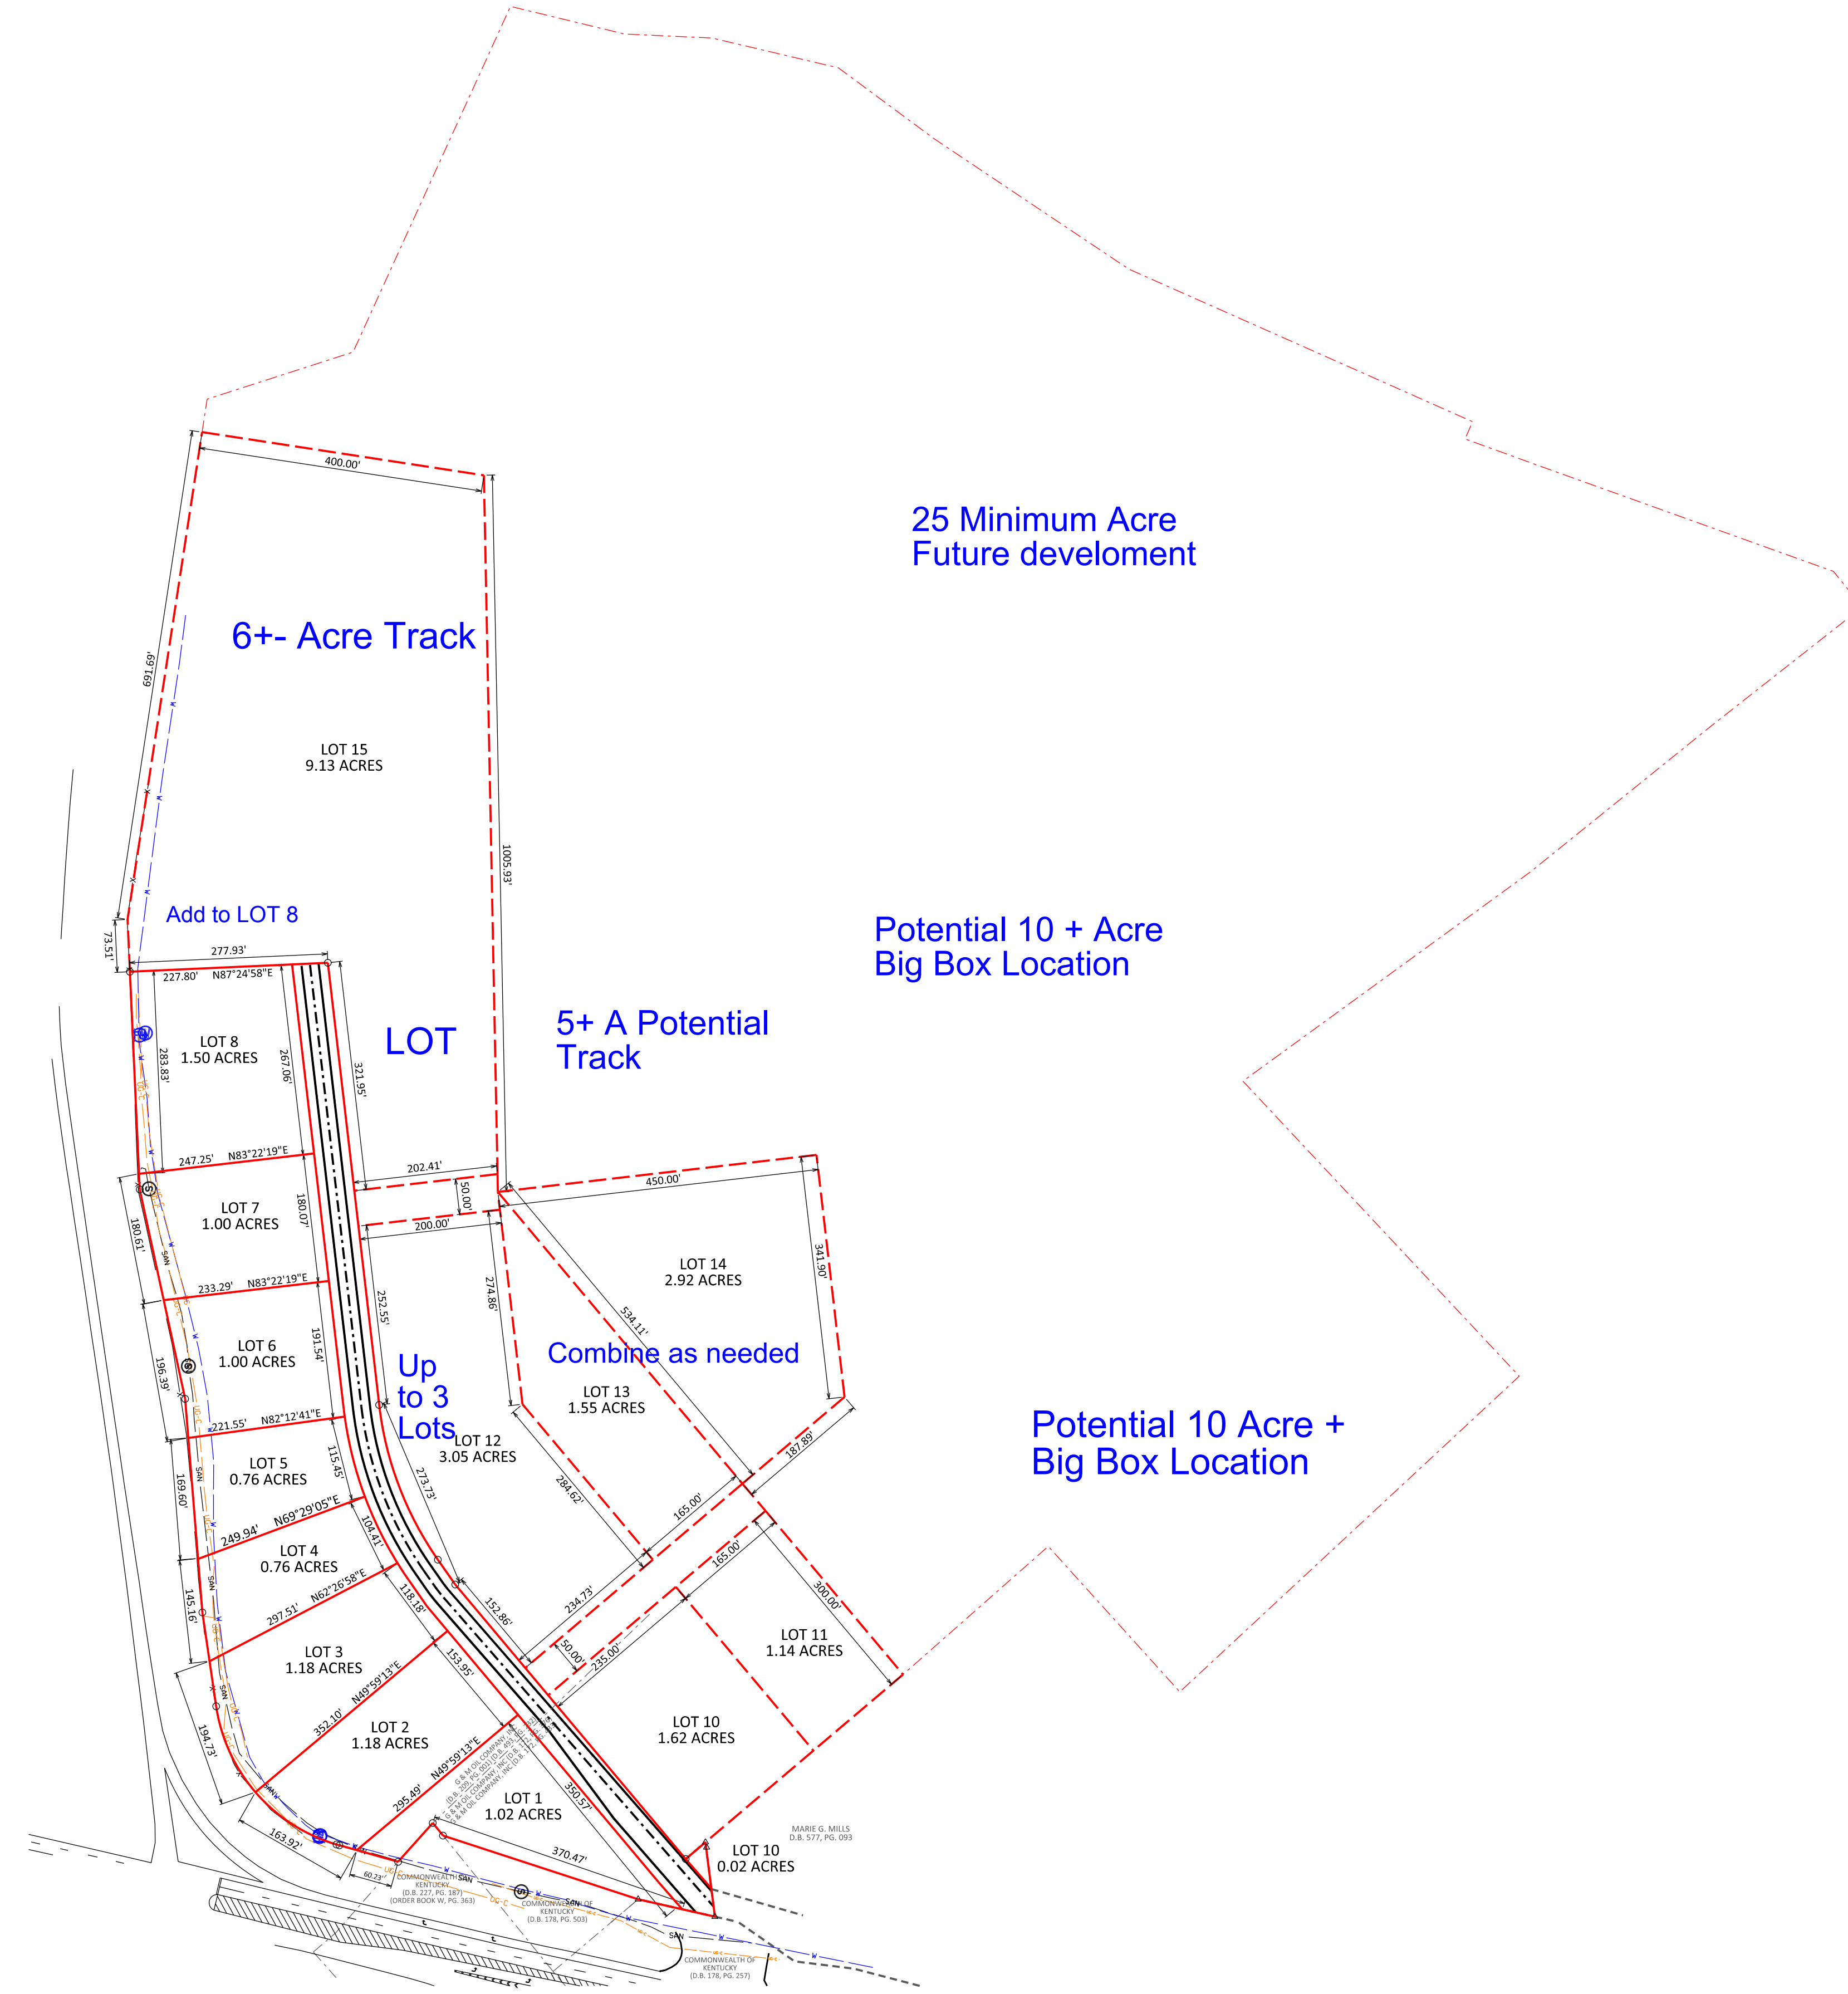 400.00'
25 Minimum Acre
Future develoment
6+- Acre Track
691.69'
LOT 15
9.13 ACRES
1005.93'
Add to LOT 8
73.51'
277.93'
227.80' N87°24'58"E
Potential 10 + Acre
Big Box Location
LOT
5+ A Potential
Track
LOT 8
1.50 ACRES
283.83'
267.06'
321.95'
247.25' N83°22'19"E
202.41'
50.00'
450.00'
200.00'
LOT 7
1.00 ACRES
180.61'
180.07'
SAN
233.29' N83°22'19"E
274.86'
252.55'
LOT 14
2.92 ACRES
341.90'
534.11'
LOT 6
1.00 ACRES
196.39'
191.54'
Combine as needed
Up
to 3
Lots
LOT 13
1.55 ACRES
221.55' N82°12'41"E
LOT 12
3.05 ACRES
187.89'
Potential 10 Acre +
Big Box Location
LOT 5
0.76 ACRES
169.60'
115.45'
SAN
273.73'
284.62'
165.00'
249.94' N69°29'05"E
104.41'
LOT 4
0.76 ACRES
165.00'
145.16'
SAN
297.51' N62°26'58"E
118.18'
152.86'
234.73'
300.00'
LOT 3
1.18 ACRES
153.95'
50.00'
235.00'
LOT 11
1.14 ACRES
SAN
352.10' N49°59'13"E
194.73'
LOT 2
1.18 ACRES
LOT 10
1.62 ACRES
295.49' N49°59'13"E
SAN
LOT 1
1.02 ACRES
350.57'
163.92'
370.47'
MARIE G. MILLS
D.B. 577, PG. 093
LOT 10
0.02 ACRES
60.23'
UG-C
COMMONWEALTH OF
KENTUCKY
(D.B. 227, PG. 187)
(ORDER BOOK W, PG. 363)
SAN
UG-C
COMMONWEALTH OF
KENTUCKY
(D.B. 178, PG. 503)
SAN
SAN
COMMONWEALTH OF
KENTUCKY
(D.B. 178, PG. 257)